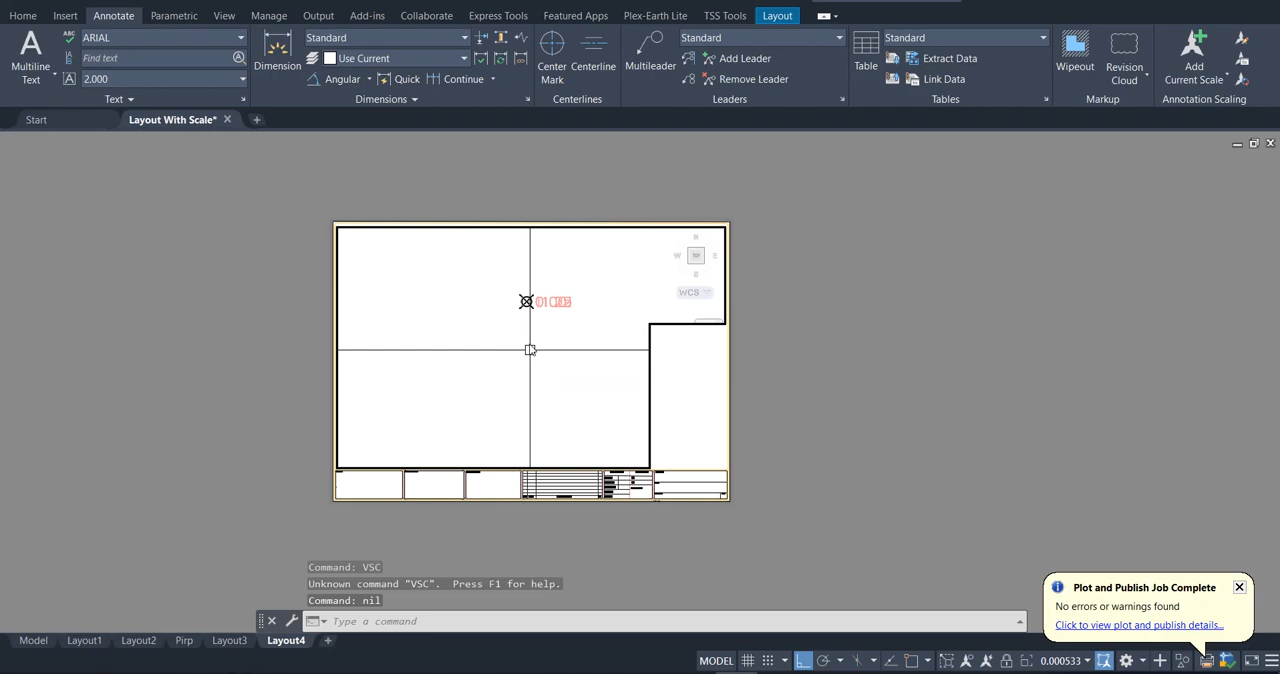 Home Insert Annotate Parametric View Manage Output Add-ins Collaborate Express Tools Featured Apps Plex-Earth Lite TSS Tools Layout
Multiline Text
ARIAL
Find text
2.000
Text
Dimension
Standard
Use Current
Angular Quick Continue
Dimensions
Center Mark
Centerline
Centerlines
Multileader
Standard
Add Leader
Remove Leader
Leaders
Table
Standard
Extract Data
Link Data
Tables
Wipeout
Revision Cloud
Markup
Add Current Scale
Annotation Scaling
Start
Layout With Scale*
W E
WCS
Command: VSC
Unknown command "VSC". Press F1 for help.
Command: nil
Type a command
Plot and Publish Job Complete
No errors or warnings found
Click to view plot and publish details...
Model Layout1 Layout2 Pirp Layout3 Layout4
MODEL
0.000533